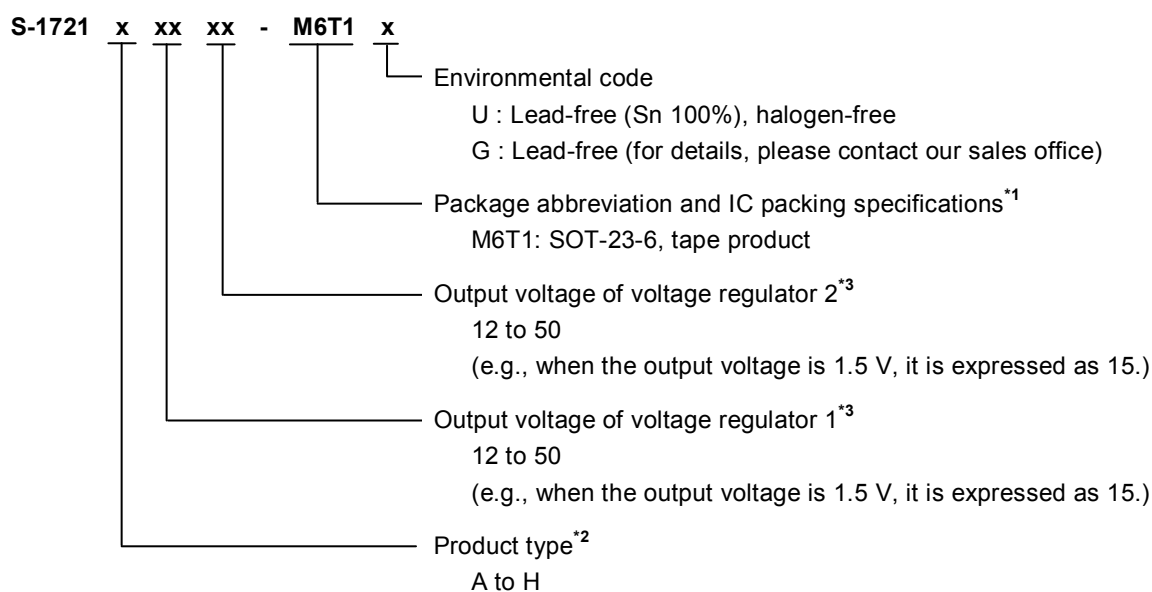 S-1721 x xx xx - M6T1 x
Environmental code
U : Lead-free (Sn 100%), halogen-free
G : Lead-free (for details, please contact our sales office)
Package abbreviation and IC packing specifications*1
M6T1: SOT-23-6, tape product
Output voltage of voltage regulator 2*3
12 to 50
(e.g., when the output voltage is 1.5 V, it is expressed as 15.)
Output voltage of voltage regulator 1*3
12 to 50
(e.g., when the output voltage is 1.5 V, it is expressed as 15.)
Product type*2
A to H